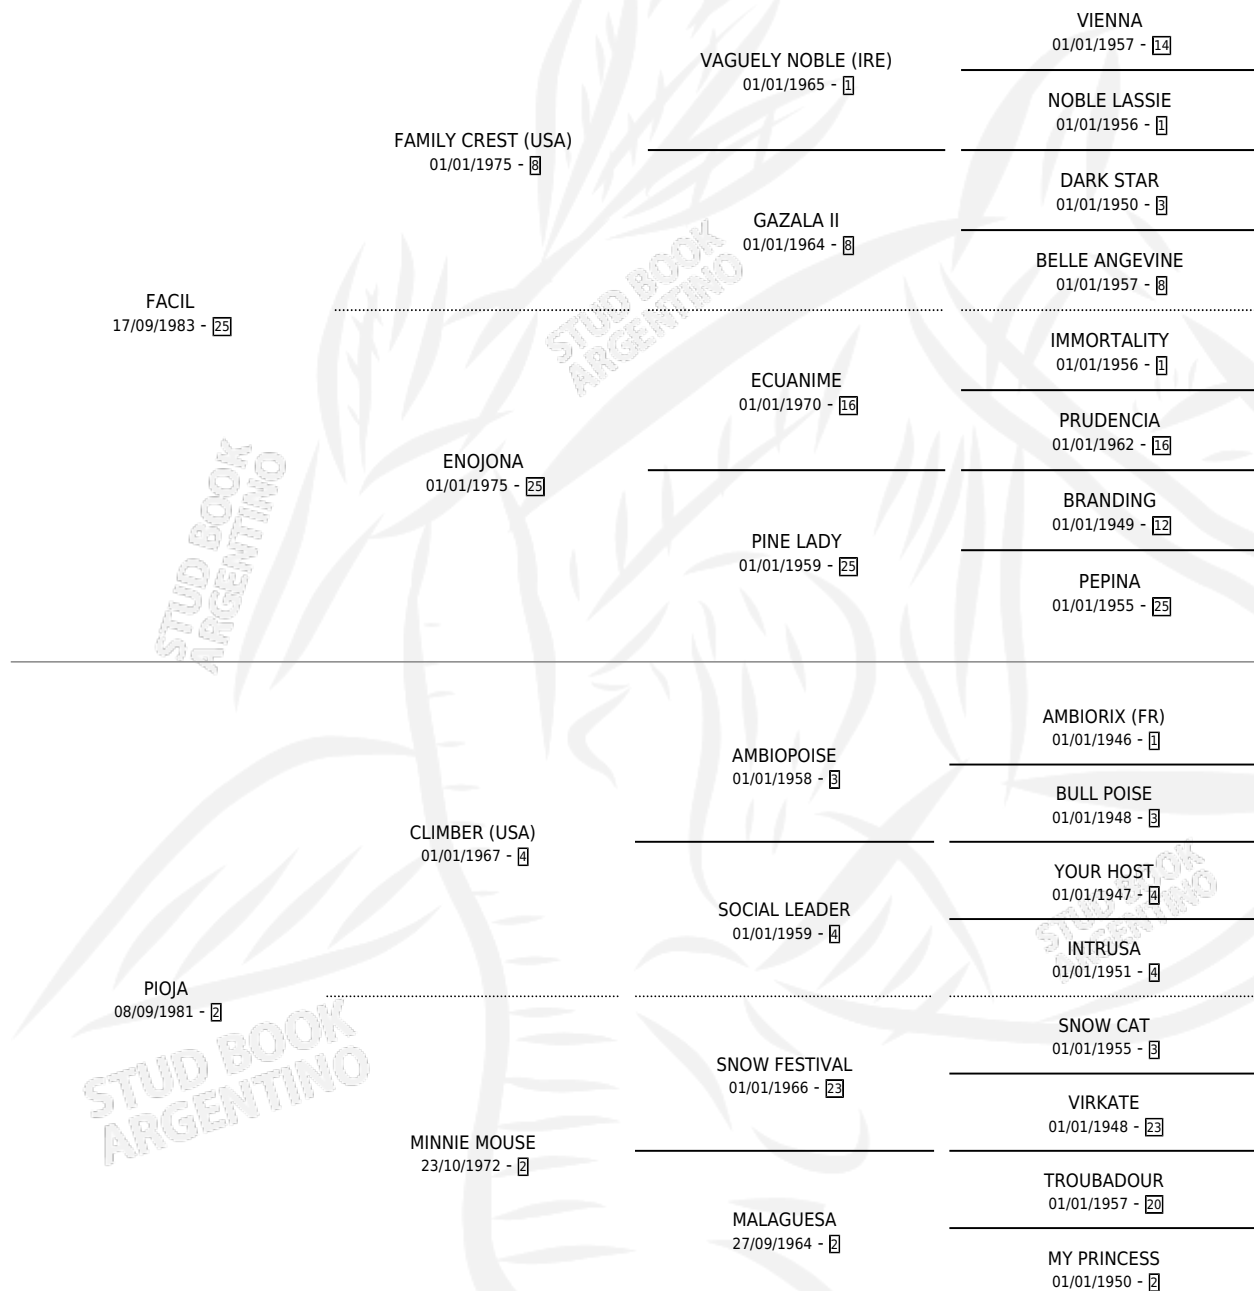 VIENNA
01/01/1957 - 14
VAGUELY NOBLE (IRE)
01/01/1965 - 1
NOBLE LASSIE
01/01/1956 - 1
FAMILY CREST (USA)
01/01/1975 - 8
DARK STAR
01/01/1950 - 3
GAZALA II
01/01/1964 - 8
BELLE ANGEVINE
01/01/1957 - 8
FACIL
17/09/1983 - 25
IMMORTALITY
01/01/1956 - 1
ECUANIME
01/01/1970 - 16
PRUDENCIA
01/01/1962 - 16
ENOJONA
01/01/1975 - 25
BRANDING
01/01/1949 - 12
PINE LADY
01/01/1959 - 25
PEPINA
01/01/1955 - 25
AMBIORIX (FR)
01/01/1946 - 1
AMBIOPOISE
01/01/1958 - 3
BULL POISE
01/01/1948 - 3
CLIMBER (USA)
01/01/1967 - 4
YOUR HOST
01/01/1947 - 4
SOCIAL LEADER
01/01/1959 - 4
INTRUSA
01/01/1951 - 4
PIOJA
08/09/1981 - 2
SNOW CAT
01/01/1955 - 3
SNOW FESTIVAL
01/01/1966 - 23
VIRKATE
01/01/1948 - 23
MINNIE MOUSE
23/10/1972 - 2
TROUBADOUR
01/01/1957 - 20
MALAGUESA
27/09/1964 - 2
MY PRINCESS
01/01/1950 - 2
STUD BOOK
ARGENTINO
STUD BOOK
ARGENTINO
STUD BOOK
ARGENTINO
STUD BOOK
ARGENTINO